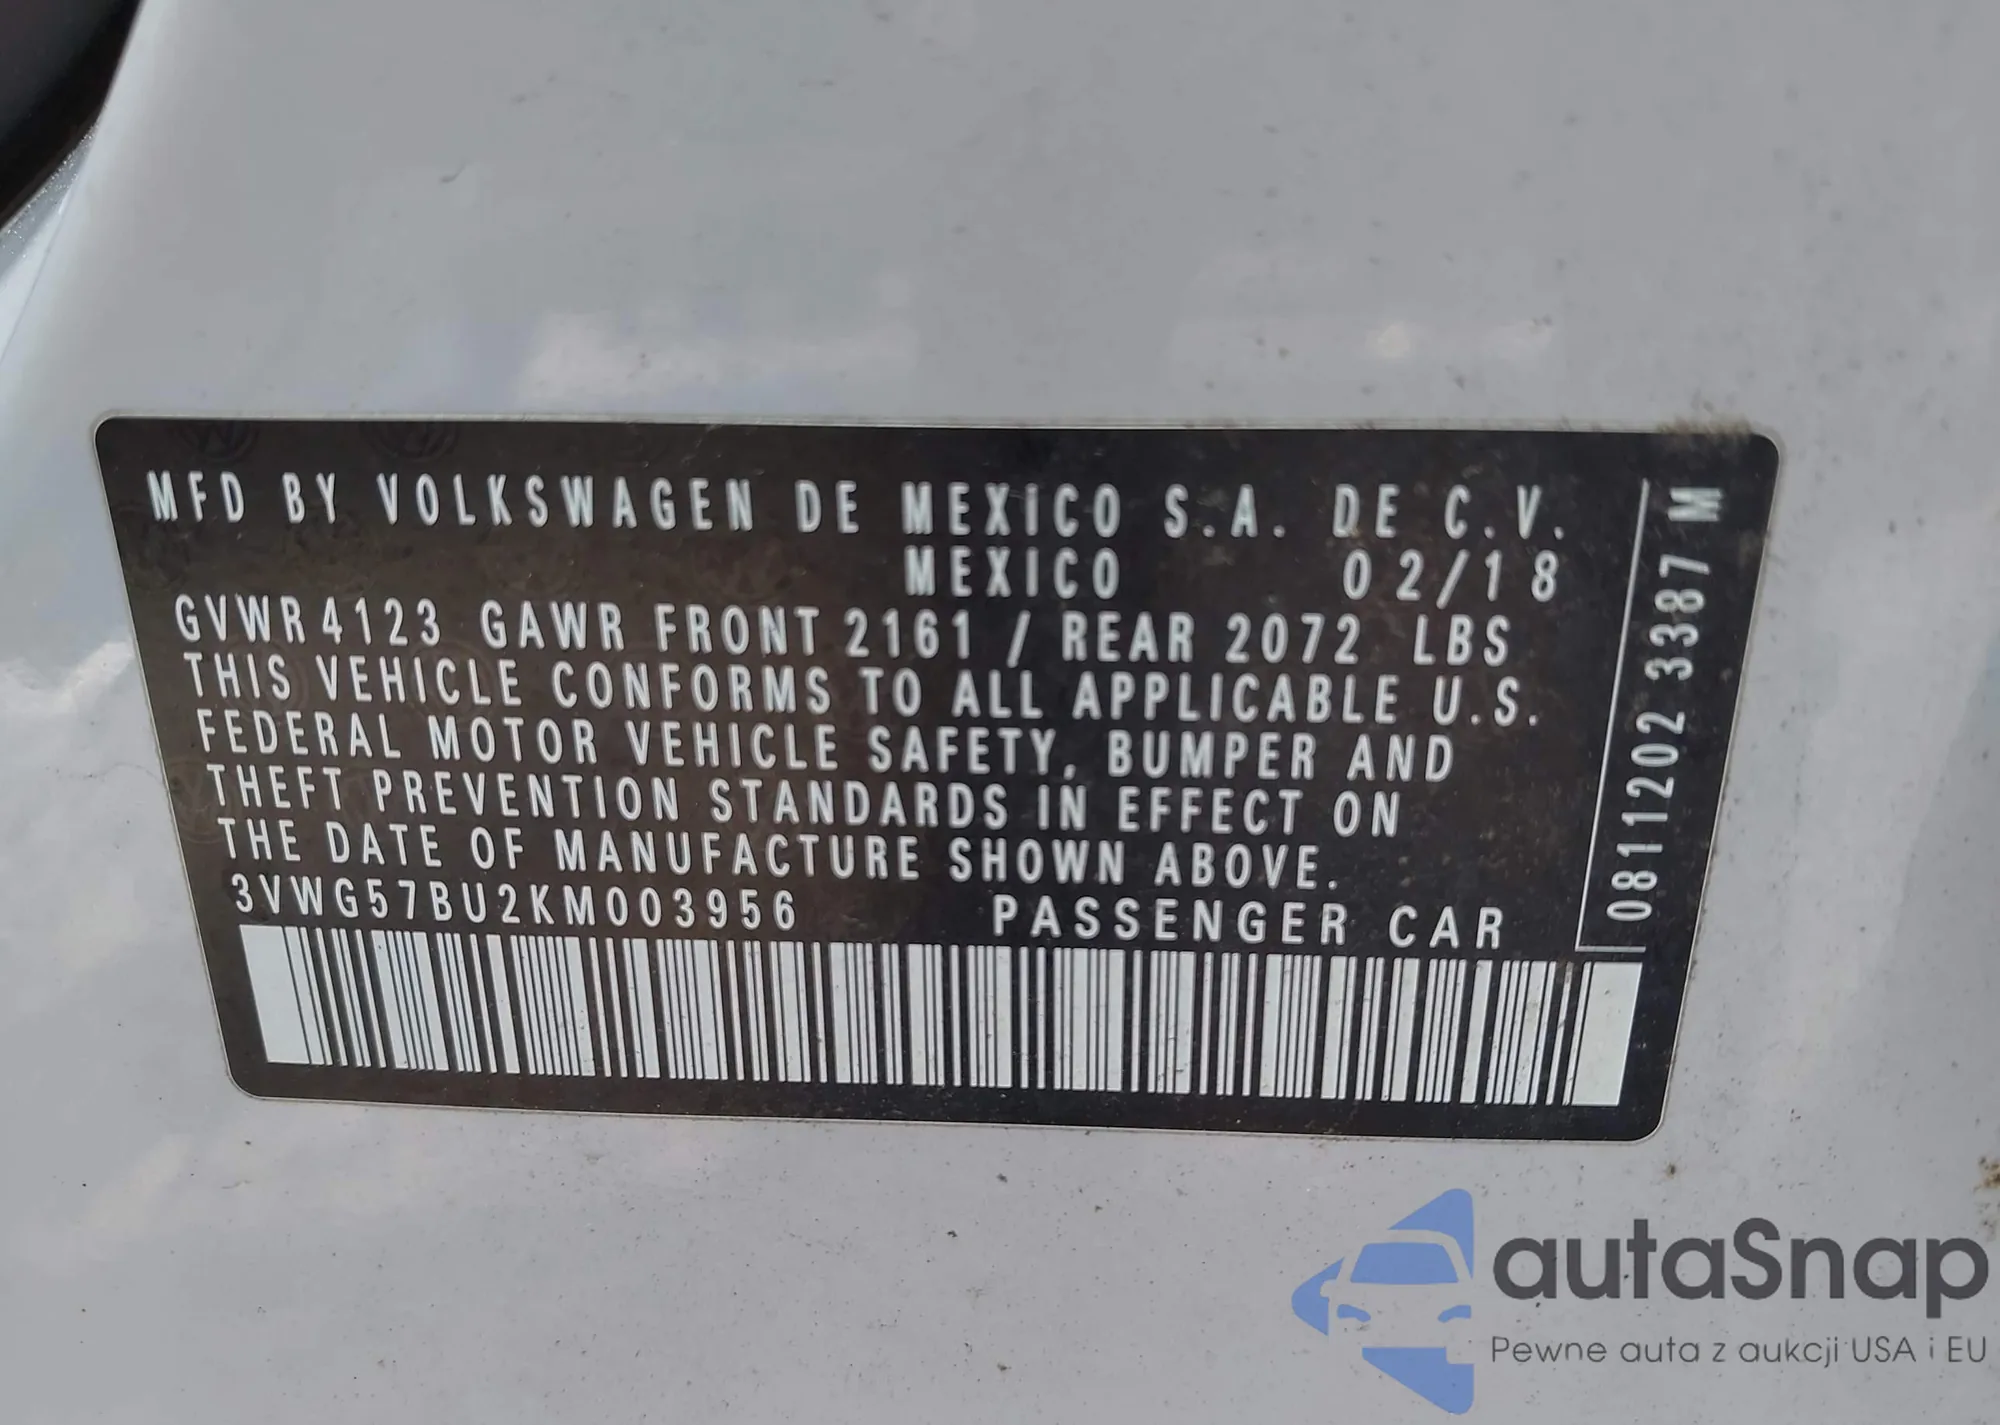 MFD BY VOLKSWAGEN DE MEXICO S.A. DE C.V.
MEXICO 02/18
GVWR 4123 GAWR FRONT 2161 / REAR 2072 LBS
THIS VEHICLE CONFORMS TO ALL APPLICABLE U.S.
FEDERAL MOTOR VEHICLE SAFETY, BUMPER AND
THEFT PREVENTION STANDARDS IN EFFECT ON
THE DATE OF MANUFACTURE SHOWN ABOVE.
3VWG57BU2KM003956 PASSENGER CAR
0811202 3387 M
autaSnap
Pewne auta z aukcji USA i EU